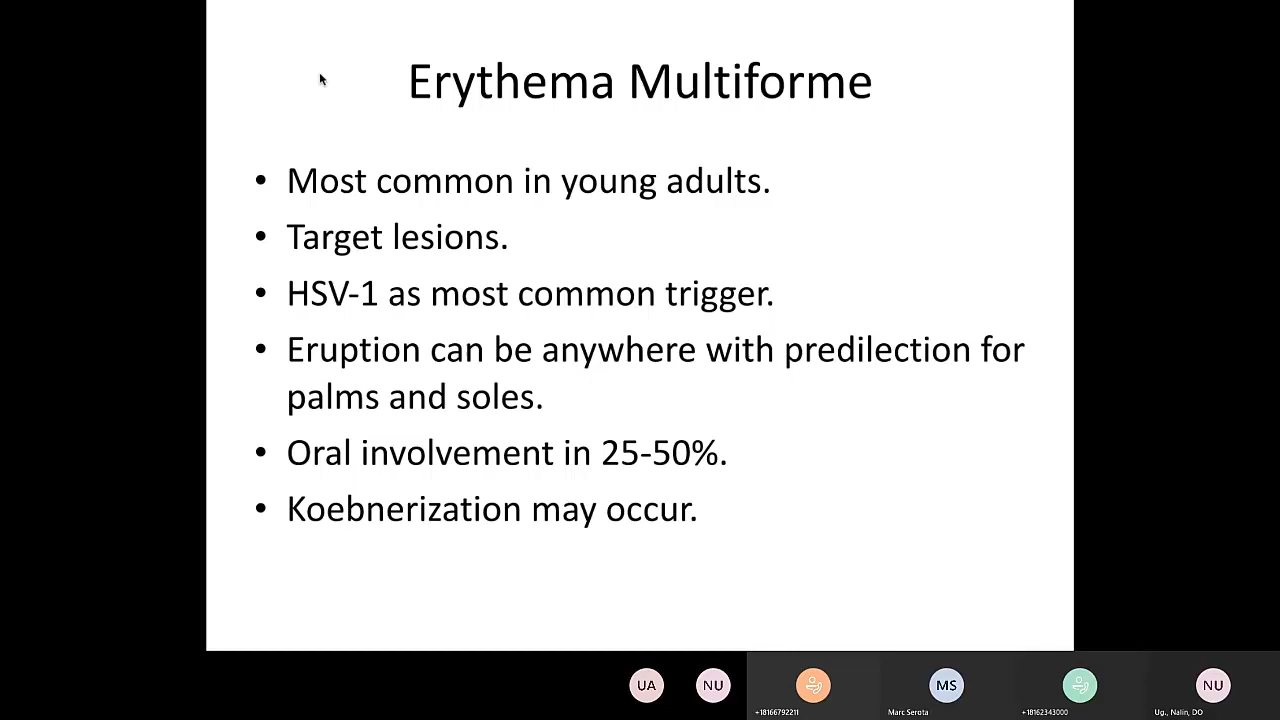 Erythema Multiforme
• Most common in young adults.
• Target lesions.
• HSV-1 as most common trigger.
• Eruption can be anywhere with predilection for
palms and soles.
• Oral involvement in 25-50%.
• Koebnerization may occur.
UA
NU
MS
NU
+18166792211
Marc Serota
+18162343000
Ug., Nalin, DO